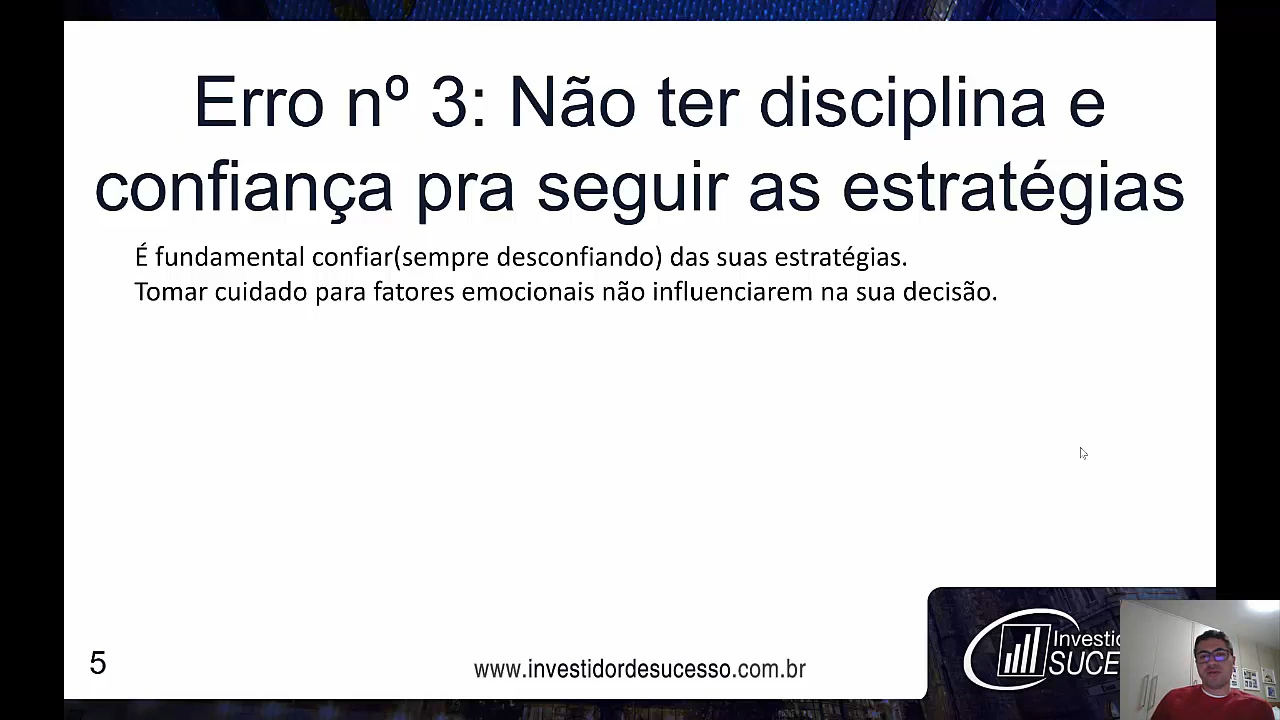 Erro nº 3: Não ter disciplina e
confiança pra seguir as estratégias
É fundamental confiar(sempre desconfiando) das suas estratégias.
Tomar cuidado para fatores emocionais não influenciarem na sua decisão.
5
www.investidordesucesso.com.br